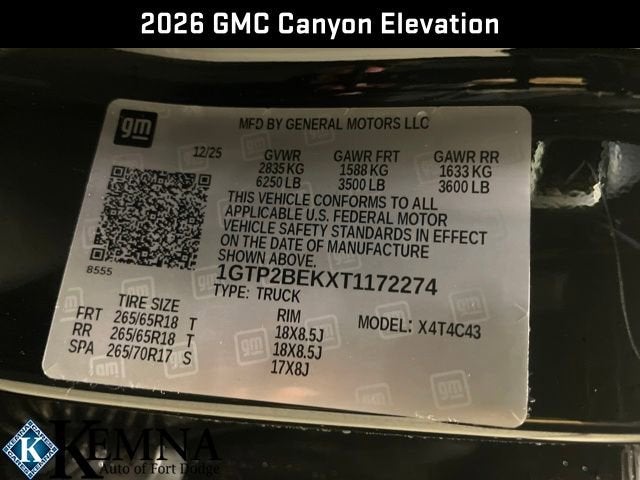 2026 GMC Canyon Elevation
gm
MFD BY GENERAL MOTORS LLC
12/25
GVWR GAWR FRT GAWR RR
2835 KG 1588 KG 1633 KG
6250 LB 3500 LB 3600 LB
THIS VEHICLE CONFORMS TO ALL
APPLICABLE U.S. FEDERAL MOTOR
VEHICLE SAFETY STANDARDS IN EFFECT
ON THE DATE OF MANUFACTURE
SHOWN ABOVE.
8555
1GTP2BEKXT1172274
TYPE: TRUCK
TIRE SIZE RIM MODEL: X4T4C43
FRT 265/65R18 T 18X8.5J
RR 265/65R18 T 18X8.5J
SPA 265/70R17 S 17X8J
K KEMNA
Auto of Fort Dodge